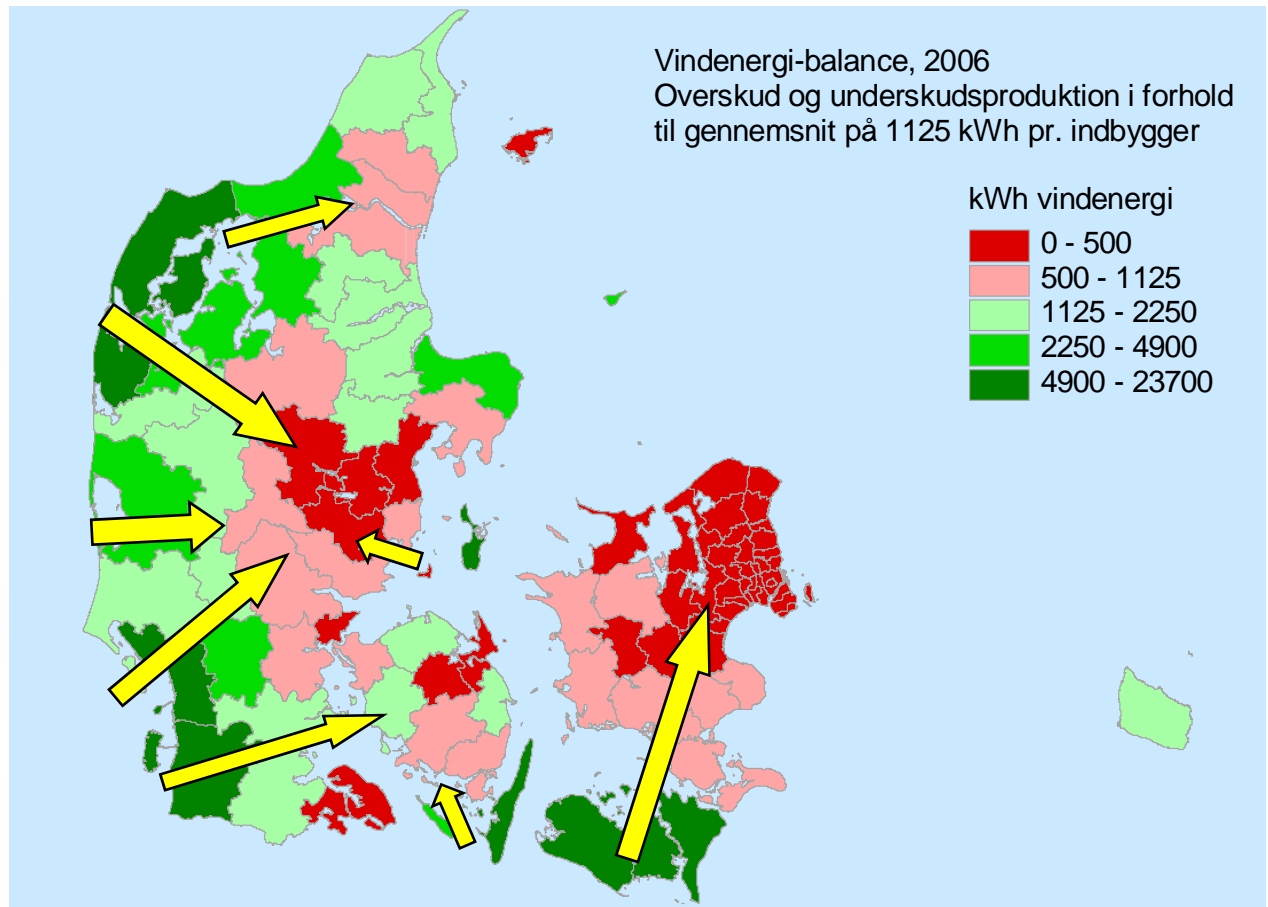 Vindenergi-balance, 2006
Overskud og underskudsproduktion i forhold
til gennemsnit på 1125 kWh pr. indbygger
kWh vindenergi
0 - 500
500 - 1125
1125 - 2250
2250 - 4900
4900 - 23700